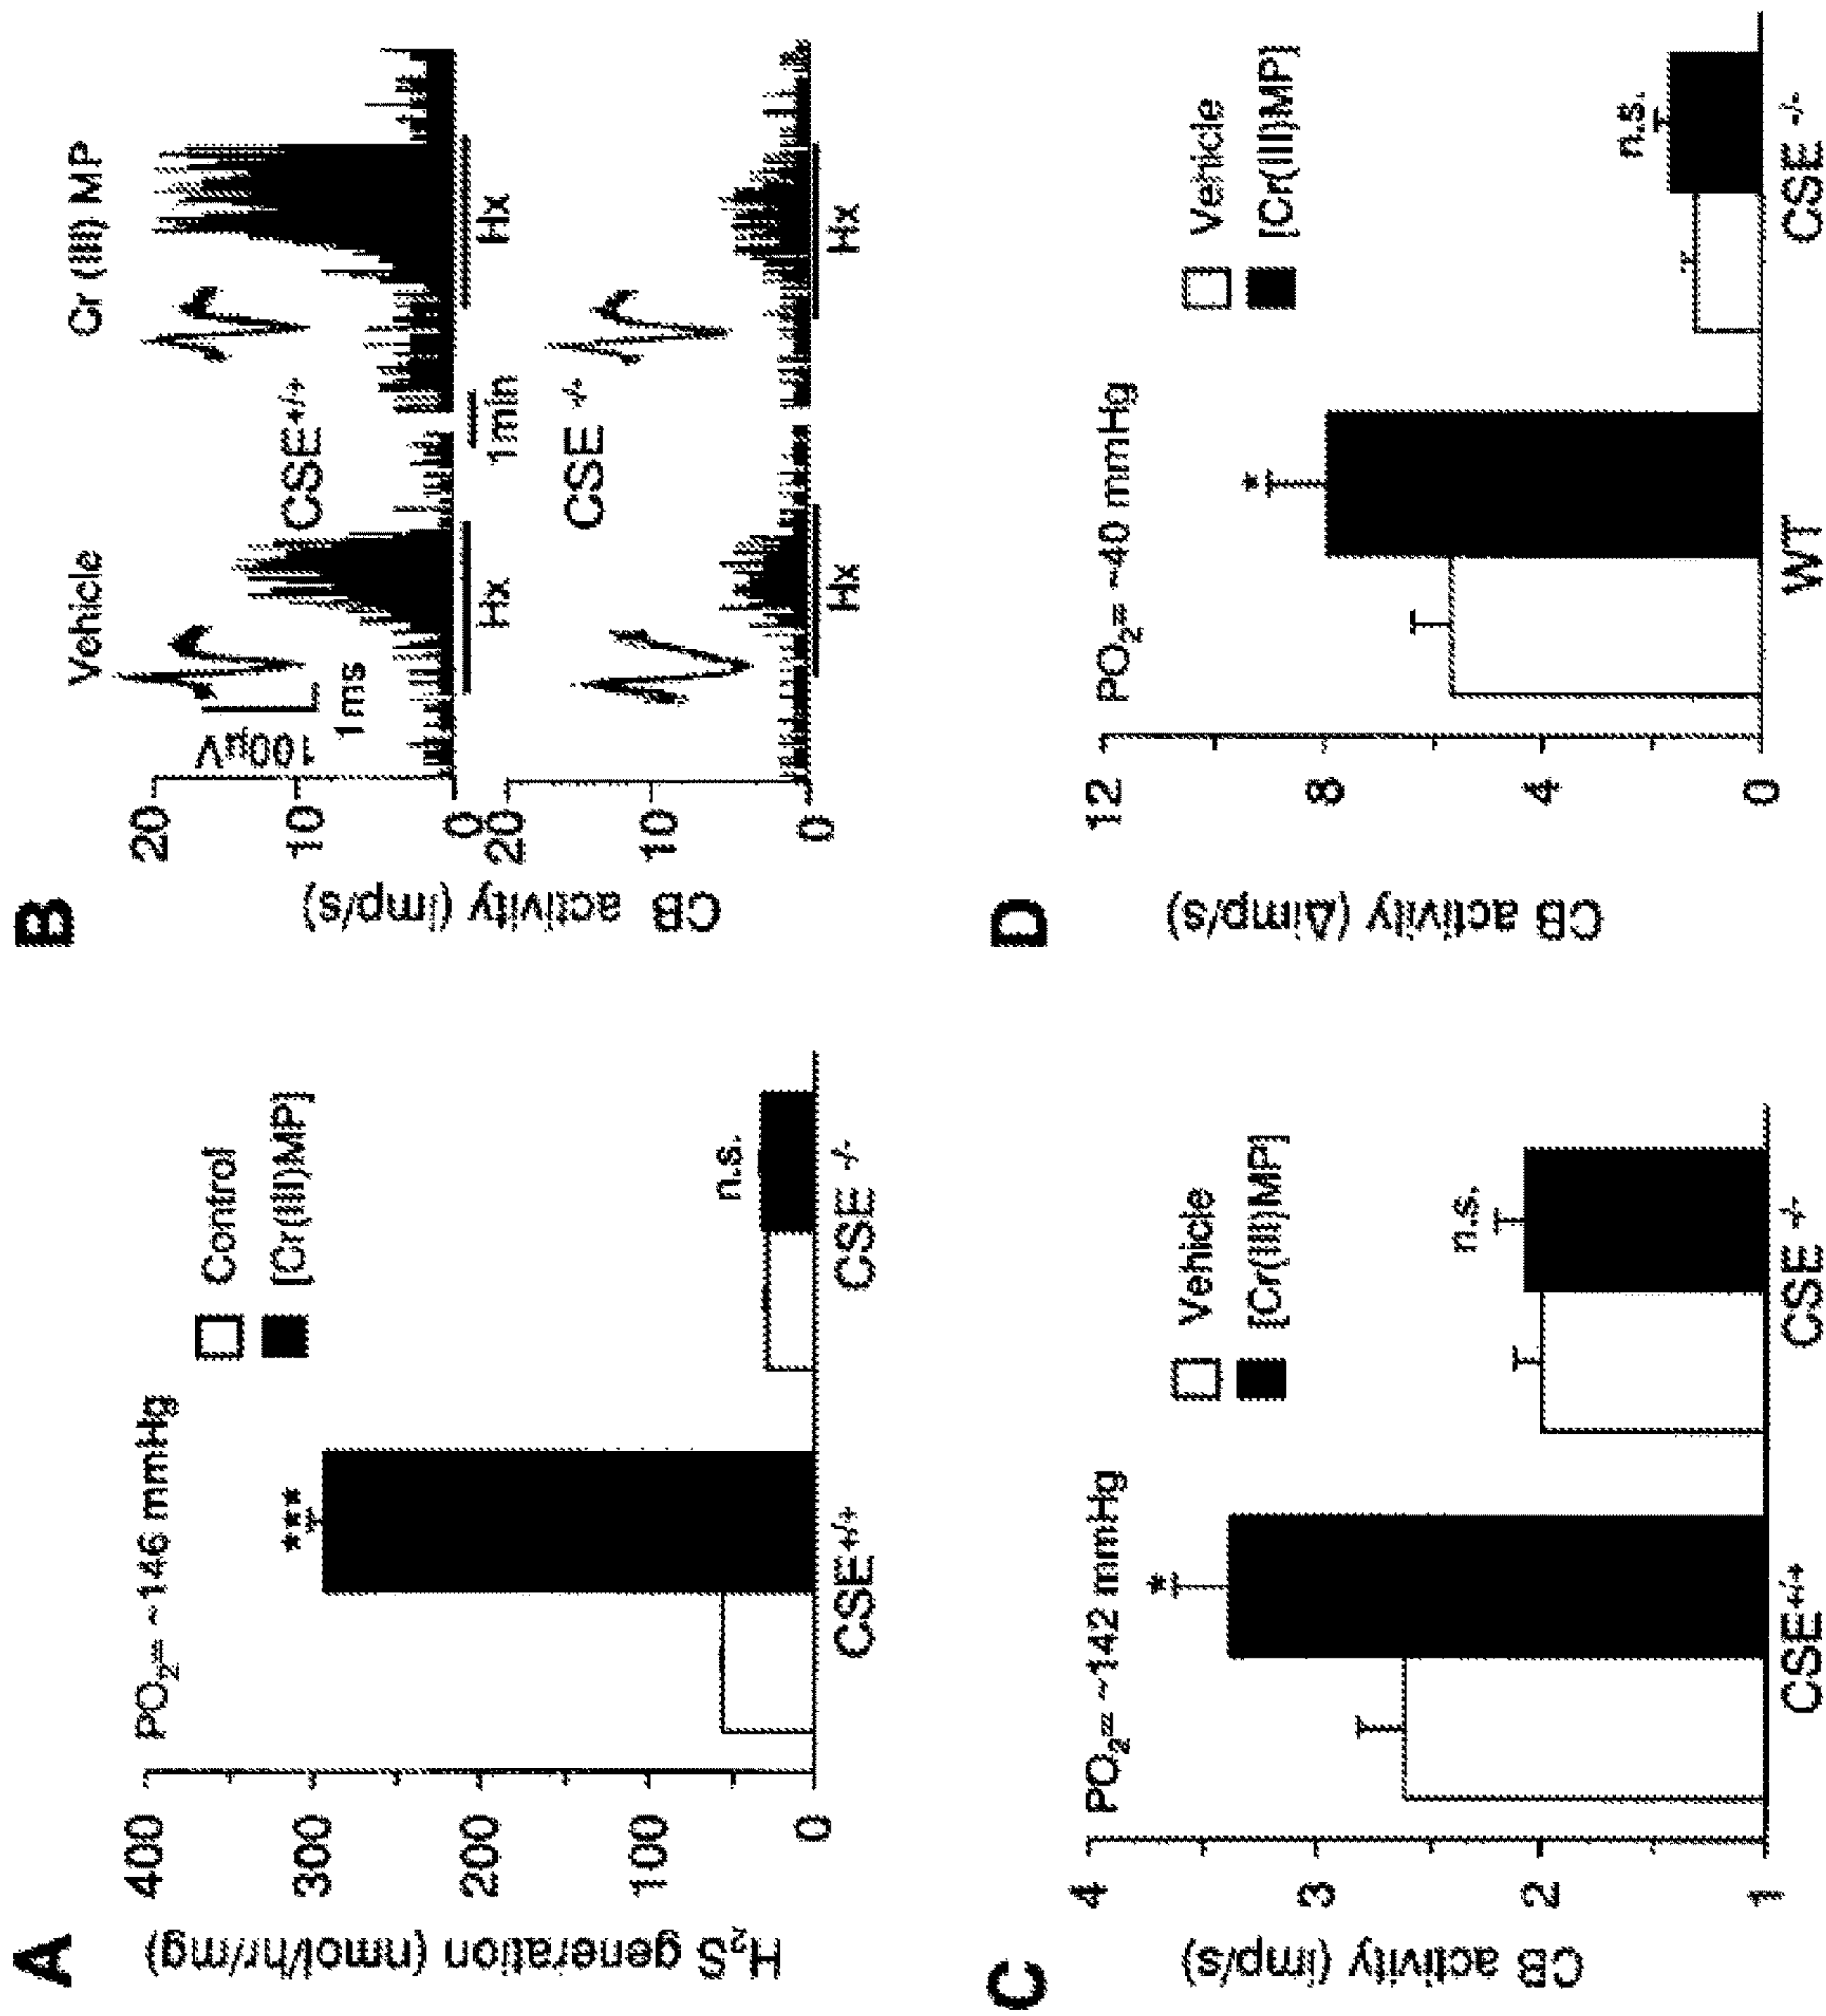 A
H₂S generation (nmol/hr/mg)
400
300
200
100
0
PO₂= ~146 mmHg
Control
[Cr(III)MP]
***
n.s.
CSE+/+
CSE -/-
B
CB activity (imp/s)
Vehicle
Cr (III) MP
100µV
1ms
CSE+/+
20
10
0
Hx
1min
Hx
CSE -/-
20
10
0
Hx
Hx
C
CB activity (imp/s)
4
3
2
1
PO₂= ~142 mmHg
Vehicle
[Cr(III)MP]
*
n.s.
CSE+/+
CSE -/-
D
CB activity (Δimp/s)
12
8
4
0
PO₂= ~40 mmHg
Vehicle
[Cr(III)MP]
*
n.s.
WT
CSE -/-